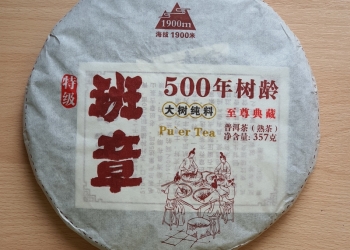 1900m
海拔1900米
特级
班章
500年树龄
大树纯料
至尊典藏
Pu'er Tea
普洱茶（熟茶）
净含量:357克